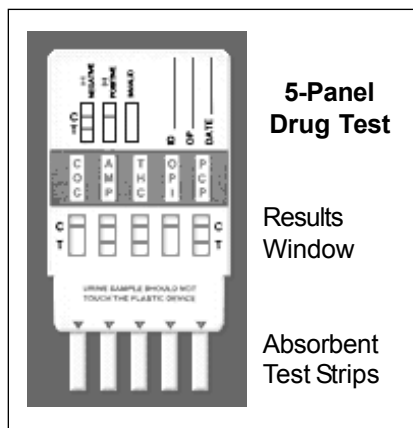 5-Panel
Drug Test
C
T
(-)
NEGATIVE
(+)
POSITIVE
INVALID
ID
OP
DATE
COC
AMP
THC
OPI
PCP
C
T
C
T
Results
Window
URINE SAMPLE SHOULD NOT
TOUCH THE PLASTIC DEVICE
Absorbent
Test Strips